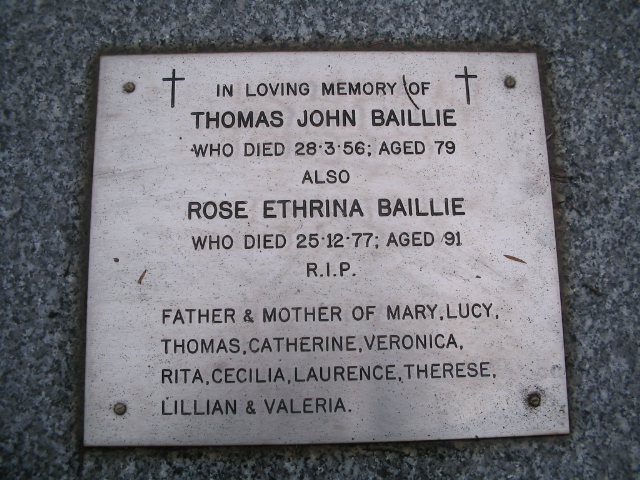 IN LOVING MEMORY OF
THOMAS JOHN BAILLIE
WHO DIED 28·3·56; AGED 79
ALSO
ROSE ETHRINA BAILLIE
WHO DIED 25·12·77; AGED 91
R.I.P.
FATHER & MOTHER OF MARY, LUCY,
THOMAS, CATHERINE, VERONICA,
RITA, CECILIA, LAURENCE, THERESE,
LILLIAN & VALERIA.